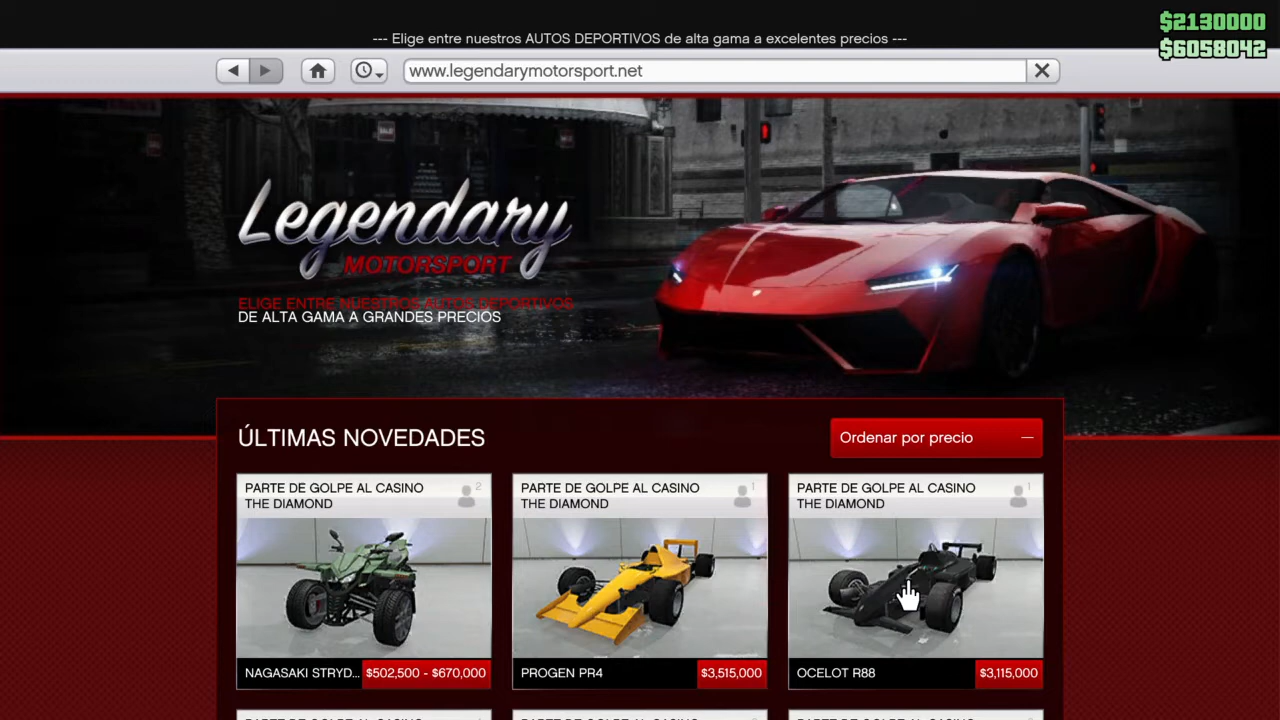 $2130000
--- Elige entre nuestros AUTOS DEPORTIVOS de alta gama a excelentes precios ---
$6058042
www.legendarymotorsport.net
Legendary
MOTORSPORT
ELIGE ENTRE NUESTROS AUTOS DEPORTIVOS
DE ALTA GAMA A GRANDES PRECIOS
ÚLTIMAS NOVEDADES
Ordenar por precio
PARTE DE GOLPE AL CASINO
THE DIAMOND
2
PARTE DE GOLPE AL CASINO
THE DIAMOND
1
PARTE DE GOLPE AL CASINO
THE DIAMOND
1
NAGASAKI STRYD... $502,500 - $670,000
PROGEN PR4 $3,515,000
OCELOT R88 $3,115,000